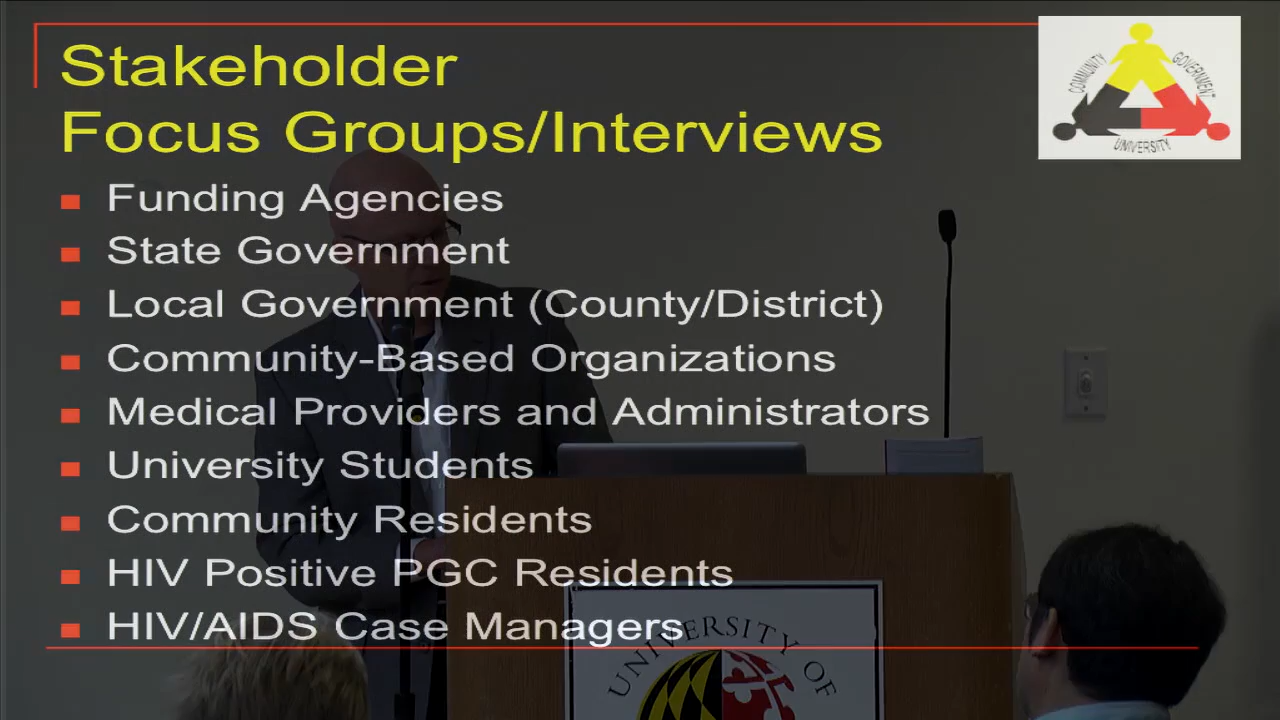 Stakeholder
Focus Groups/Interviews
COMMUNITY
GOVERNMENT
UNIVERSITY
Funding Agencies
State Government
Local Government (County/District)
Community-Based Organizations
Medical Providers and Administrators
University Students
Community Residents
HIV Positive PGC Residents
HIV/AIDS Case Managers
UNIVERSITY OF